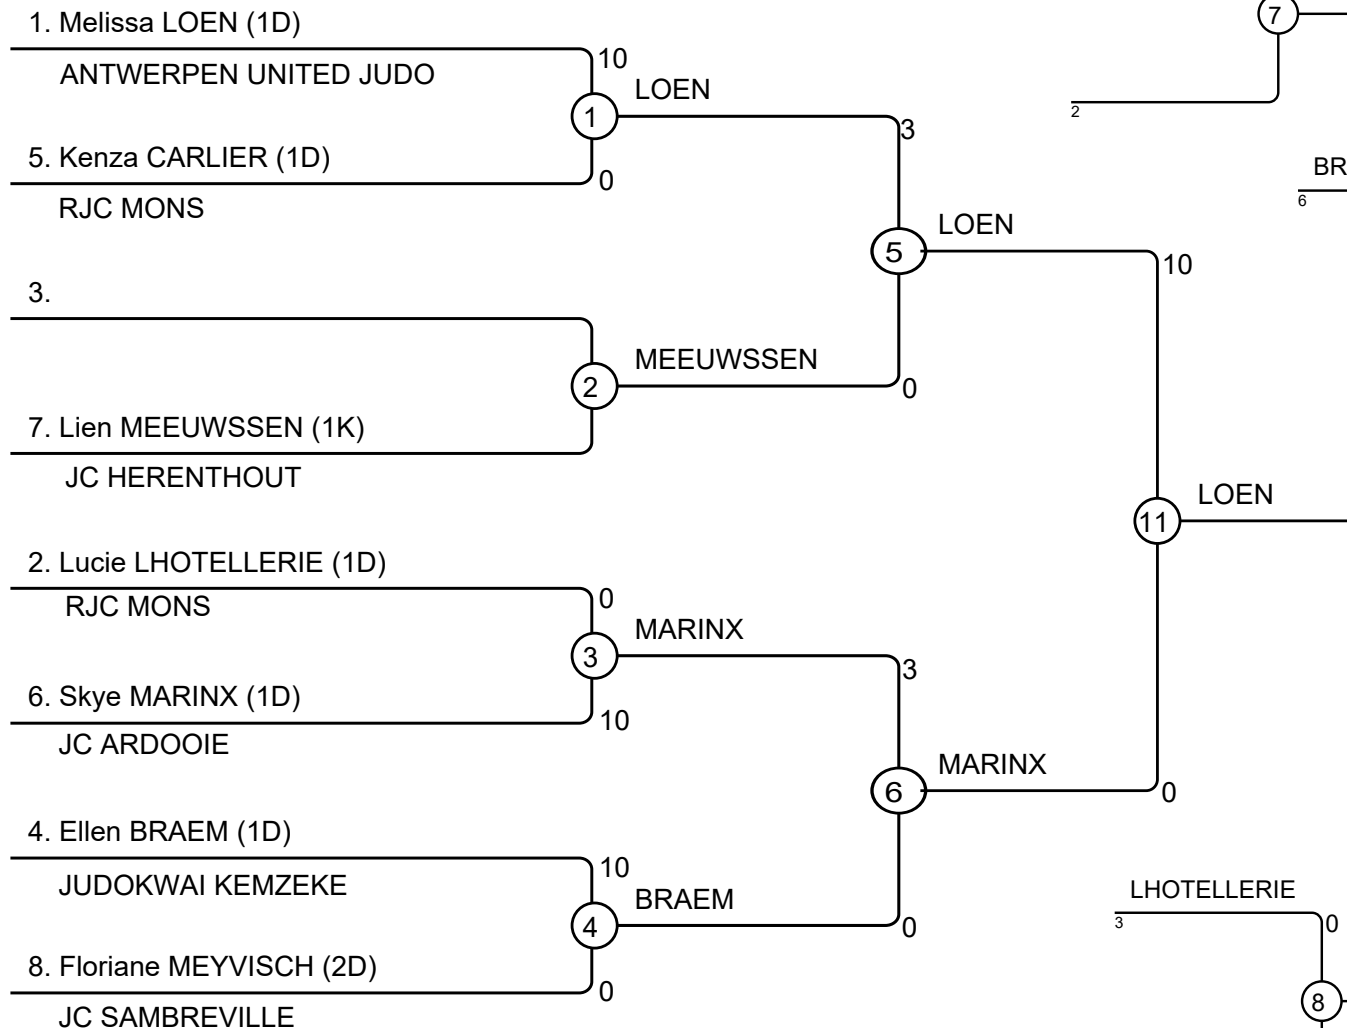 1. Melissa LOEN (1D)
10
ANTWERPEN UNITED JUDO
LOEN
1
3
5. Kenza CARLIER (1D)
0
RJC MONS
LOEN
5
10
3.
MEEUWSSEN
2
0
7. Lien MEEUWSSEN (1K)
JC HERENTHOUT
LOEN
11
2. Lucie LHOTELLERIE (1D)
0
RJC MONS
MARINX
3
3
6. Skye MARINX (1D)
10
JC ARDOOIE
MARINX
6
0
4. Ellen BRAEM (1D)
10
JUDOKWAI KEMZEKE
BRAEM
4
0
8. Floriane MEYVISCH (2D)
0
JC SAMBREVILLE
7
2
BR
6
LHOTELLERIE
3
0
8